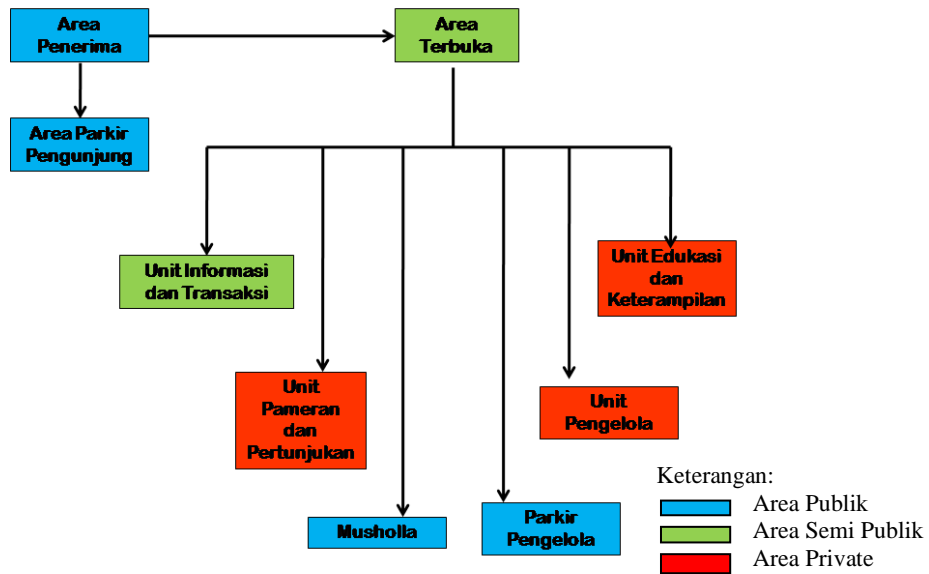 Area
Penerima
Area
Terbuka
Area Parkir
Pengunjung
Unit Informasi
dan Transaksi
Unit Edukasi
dan
Keterampilan
Unit
Pameran
dan
Pertunjukan
Unit
Pengelola
Musholla
Parkir
Pengelola
Keterangan:
Area Publik
Area Semi Publik
Area Private